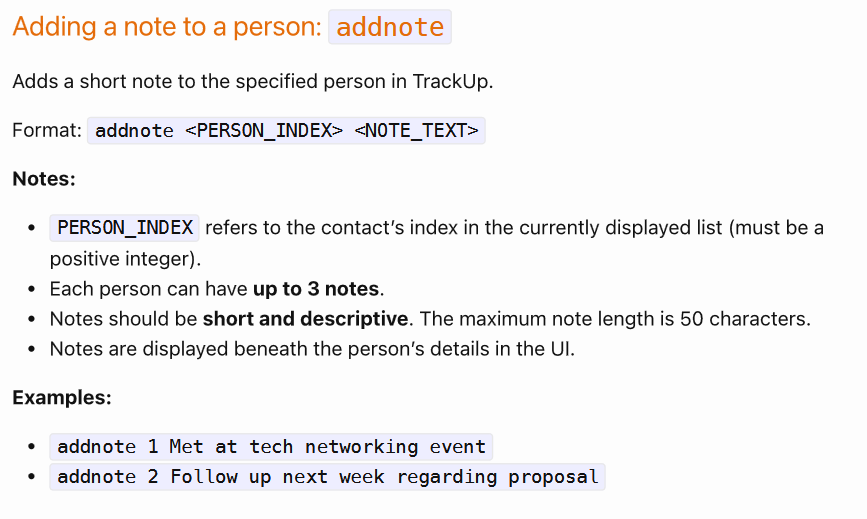 Adding a note to a person: addnote
Adds a short note to the specified person in TrackUp.
Format: addnote <PERSON_INDEX> <NOTE_TEXT>
Notes:
• PERSON_INDEX refers to the contact’s index in the currently displayed list (must be a
positive integer).
• Each person can have up to 3 notes.
• Notes should be short and descriptive. The maximum note length is 50 characters.
• Notes are displayed beneath the person’s details in the UI.
Examples:
• addnote 1 Met at tech networking event
• addnote 2 Follow up next week regarding proposal